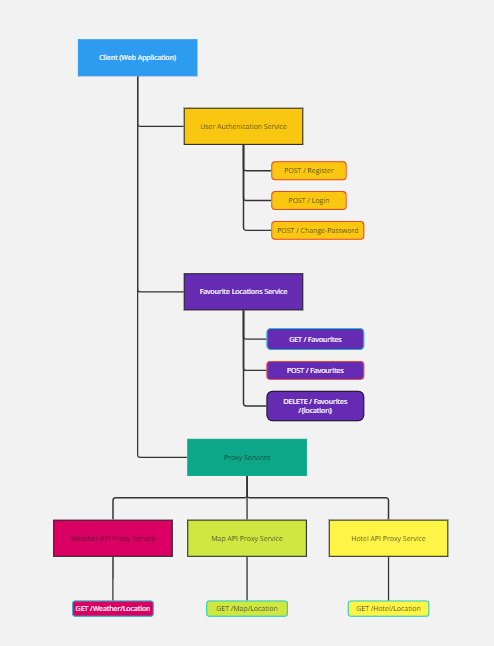 Client (Web Application)
User Authenication Service
POST / Register
POST / Login
POST / Change-Password
Favourite Locations Service
GET / Favourites
POST / Favourites
DELETE / Favourites
/{location}
Proxy Services
Weather API Proxy Service
Map API Proxy Service
Hotel API Proxy Service
GET /Weather/Location
GET /Map/Location
GET /Hotel/Location